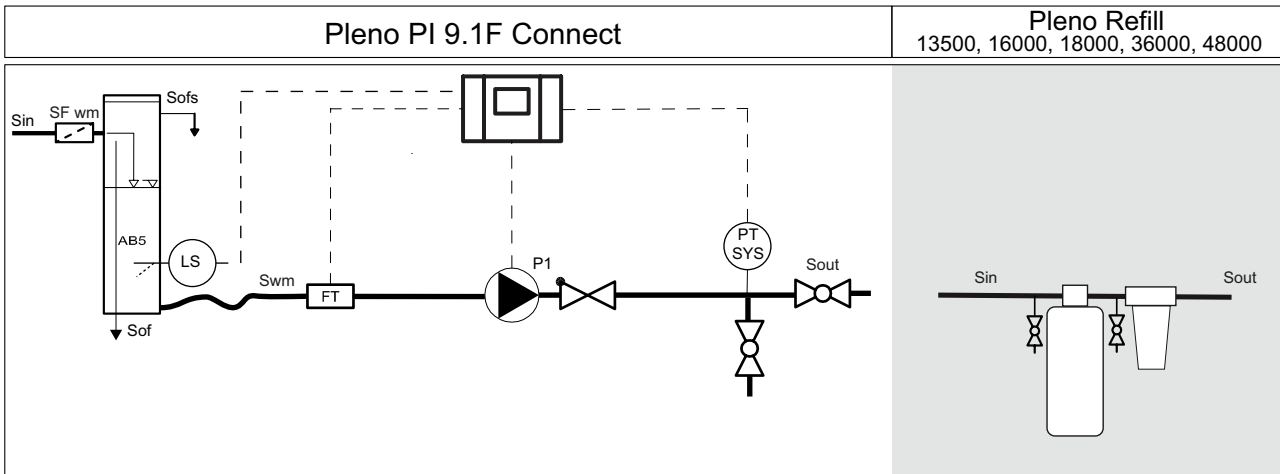 Pleno PI 9.1F Connect
Pleno Refill
13500, 16000, 18000, 36000, 48000
Sofs
SF wm
Sin
PT
SYS
AB5
LS
P1
Sout
Swm
FT
Sof
Sin
Sout